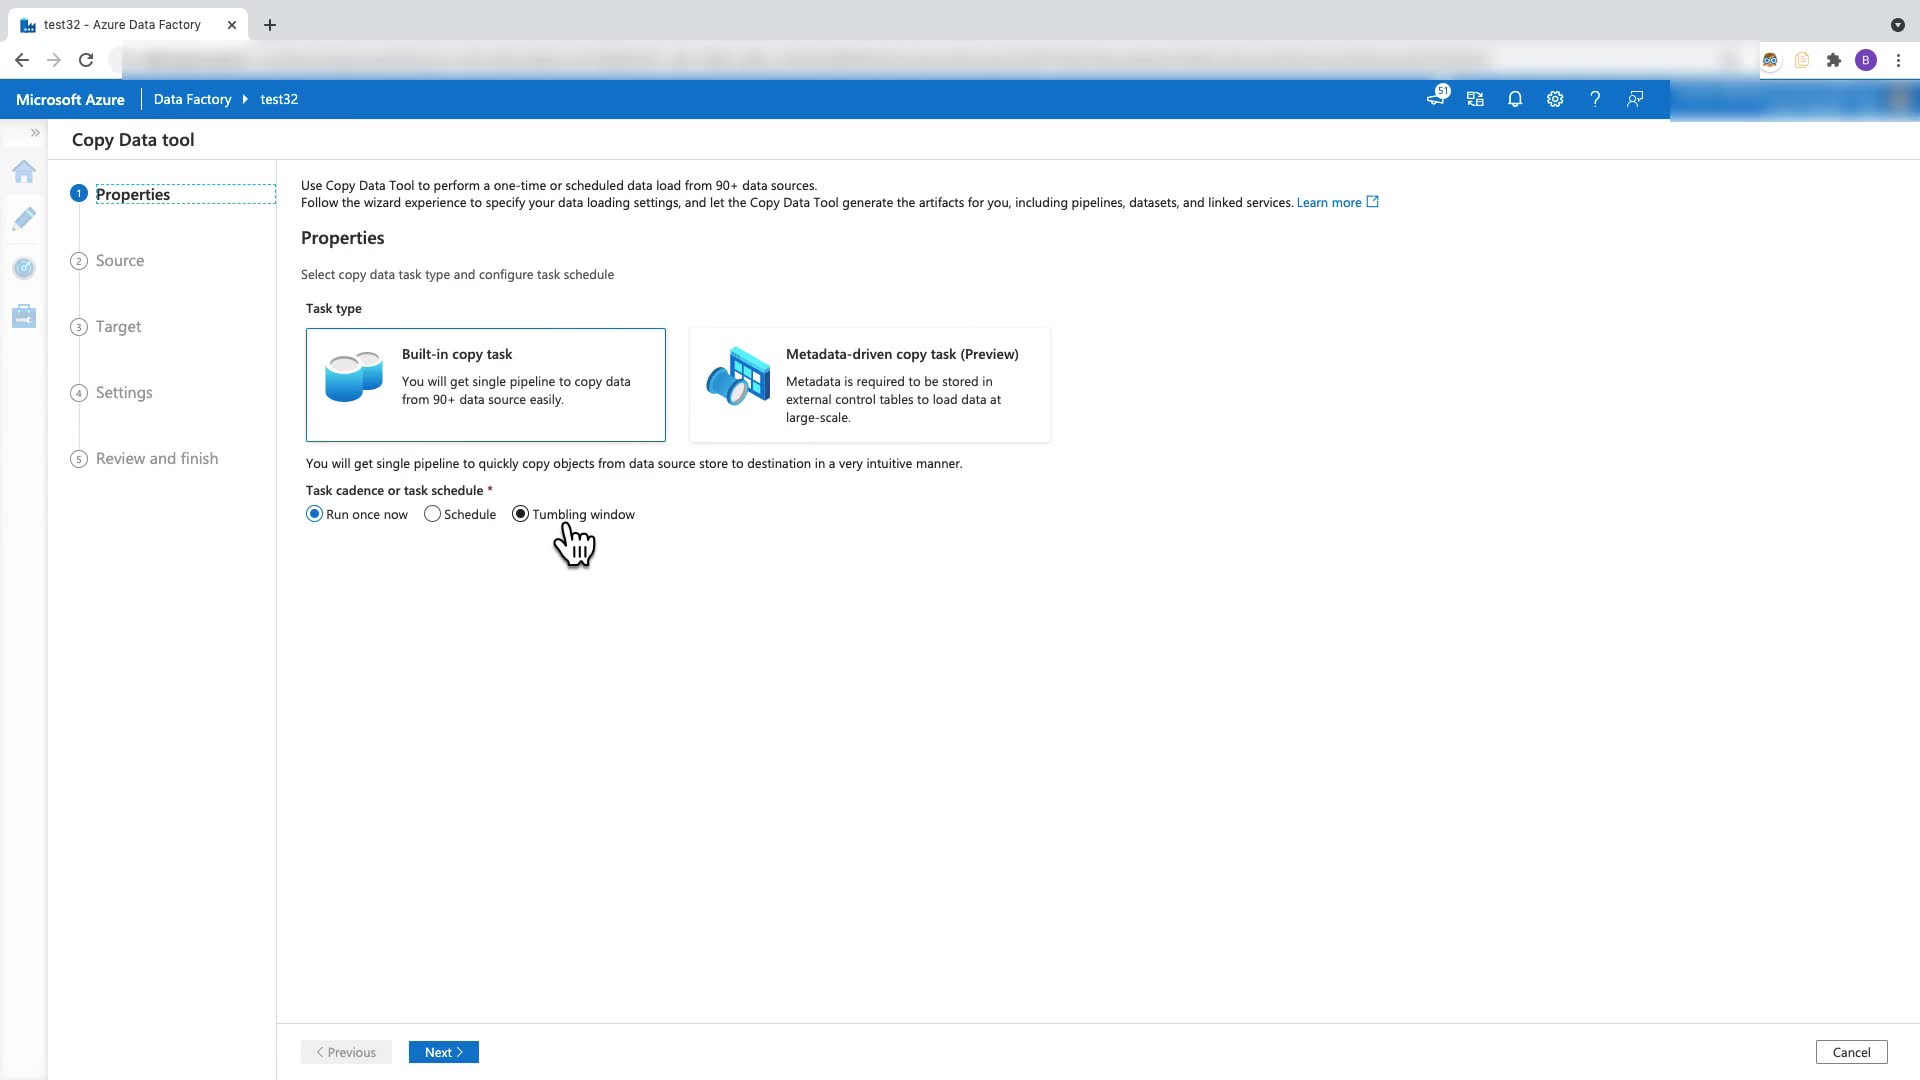 test32 - Azure Data Factory
B
Microsoft Azure
Data Factory
test32
51
Copy Data tool
1 Properties
2 Source
3 Target
4 Settings
5 Review and finish
Use Copy Data Tool to perform a one-time or scheduled data load from 90+ data sources.
Follow the wizard experience to specify your data loading settings, and let the Copy Data Tool generate the artifacts for you, including pipelines, datasets, and linked services. Learn more
Properties
Select copy data task type and configure task schedule
Task type
Built-in copy task
You will get single pipeline to copy data
from 90+ data source easily.
Metadata-driven copy task (Preview)
Metadata is required to be stored in
external control tables to load data at
large-scale.
You will get single pipeline to quickly copy objects from data source store to destination in a very intuitive manner.
Task cadence or task schedule *
Run once now Schedule Tumbling window
< Previous
Next >
Cancel